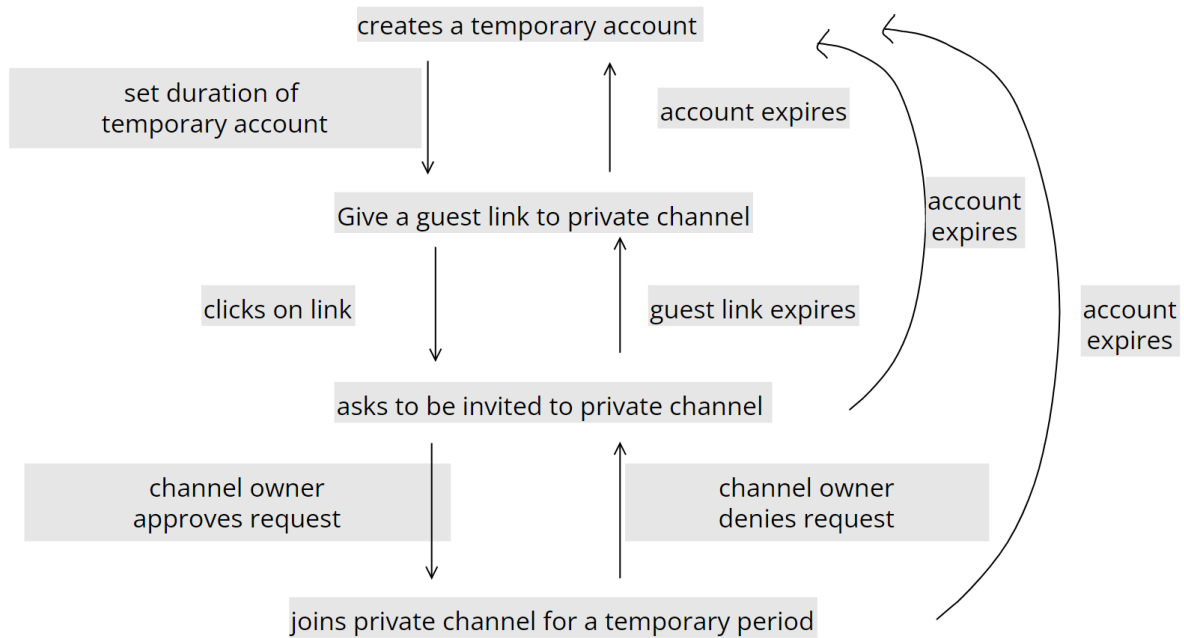 creates a temporary account
set duration of
temporary account
account expires
Give a guest link to private channel
account
expires
clicks on link
guest link expires
account
expires
asks to be invited to private channel
channel owner
approves request
channel owner
denies request
joins private channel for a temporary period